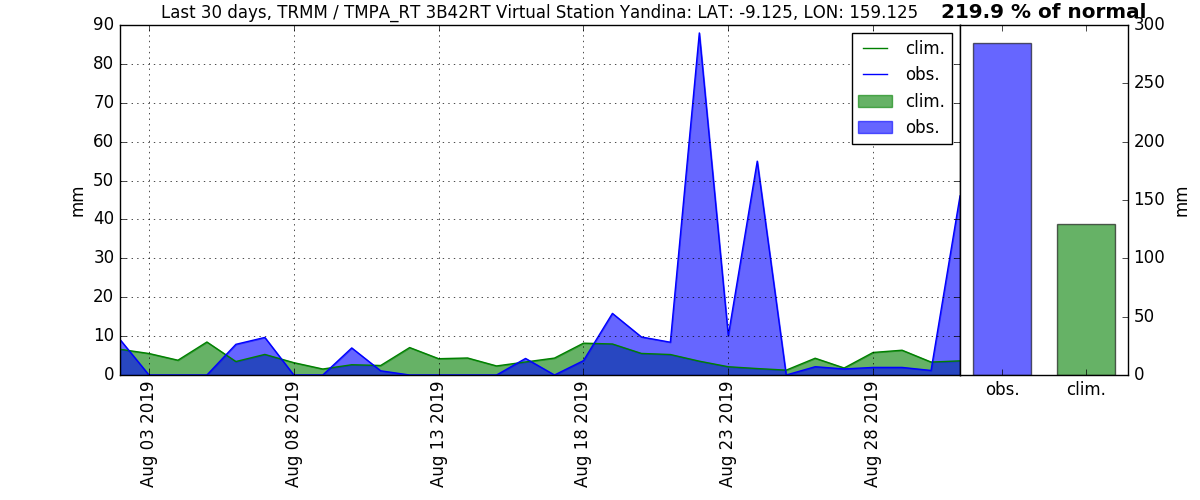 Last 30 days, TRMM / TMPA_RT 3B42RT Virtual Station Yandina: LAT: -9.125, LON: 159.125
219.9 % of normal
90
80
70
60
50
40
30
20
10
0
mm
clim.
obs.
clim.
obs.
300
250
200
150
100
50
0
mm
Aug 03 2019
Aug 08 2019
Aug 13 2019
Aug 18 2019
Aug 23 2019
Aug 28 2019
obs.
clim.